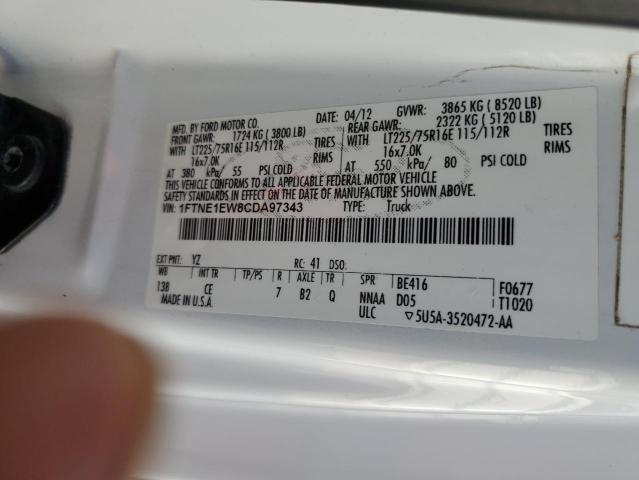 MFD. BY FORD MOTOR CO. DATE: 04/12 GVWR: 3865 KG ( 8520 LB)
FRONT GAWR: 1724 KG ( 3800 LB) REAR GAWR: 2322 KG ( 5120 LB)
WITH LT225/75R16E 115/112R TIRES WITH LT225/75R16E 115/112R TIRES
16x7.0K RIMS 16x7.0K RIMS
AT 380 kPa/ 55 PSI COLD AT 550 kPa/ 80 PSI COLD
THIS VEHICLE CONFORMS TO ALL APPLICABLE FEDERAL MOTOR VEHICLE
SAFETY STANDARDS IN EFFECT ON THE DATE OF MANUFACTURE SHOWN ABOVE.
VIN: 1FTNE1EW8CDA97343 TYPE: Truck
EXT PNT: YZ RC: 41 DSO:
WB INT TR TP/PS R AXLE TR SPR BE416 F0677
138 CE 7 B2 Q NNAA D05 T1020
MADE IN U.S.A. ULC ▽5U5A-3520472-AA